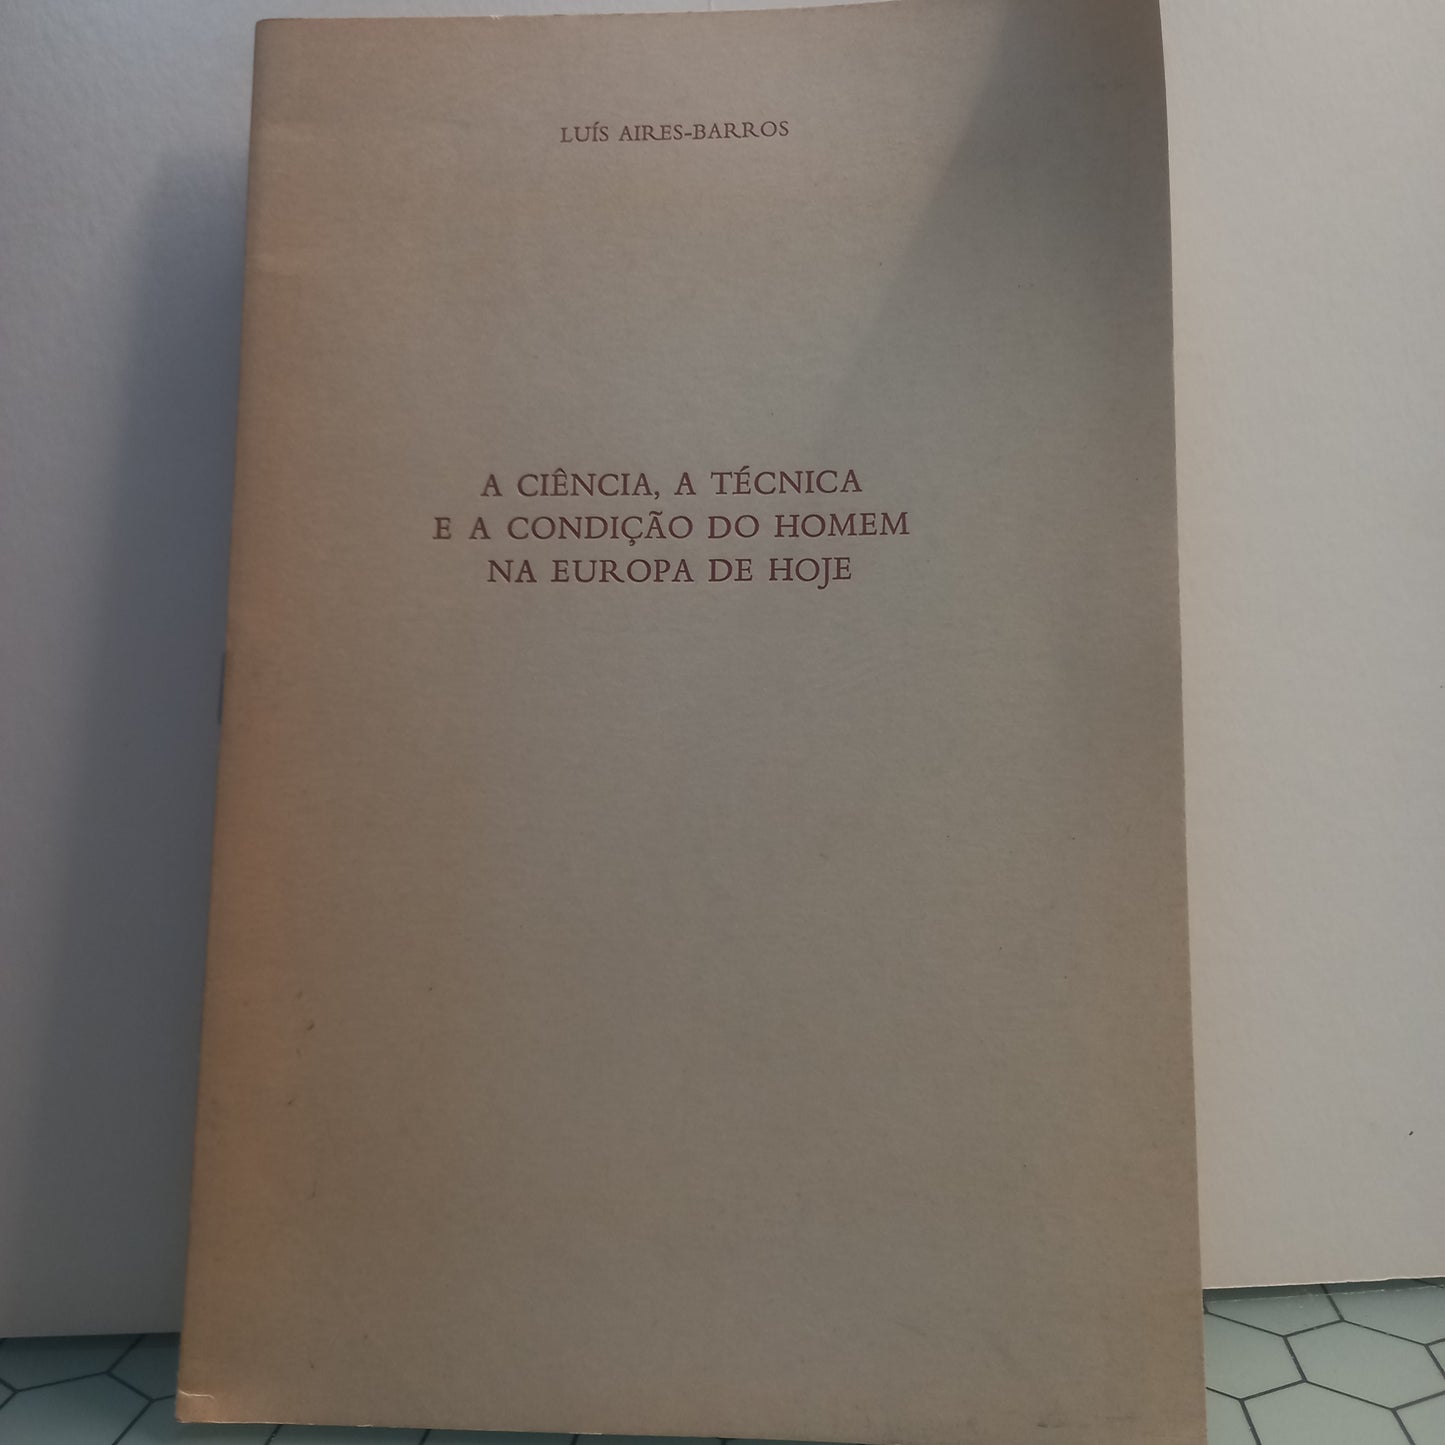 LUÍS AIRES-BARROS
A CIÊNCIA, A TÉCNICA
E A CONDIÇÃO DO HOMEM
NA EUROPA DE HOJE